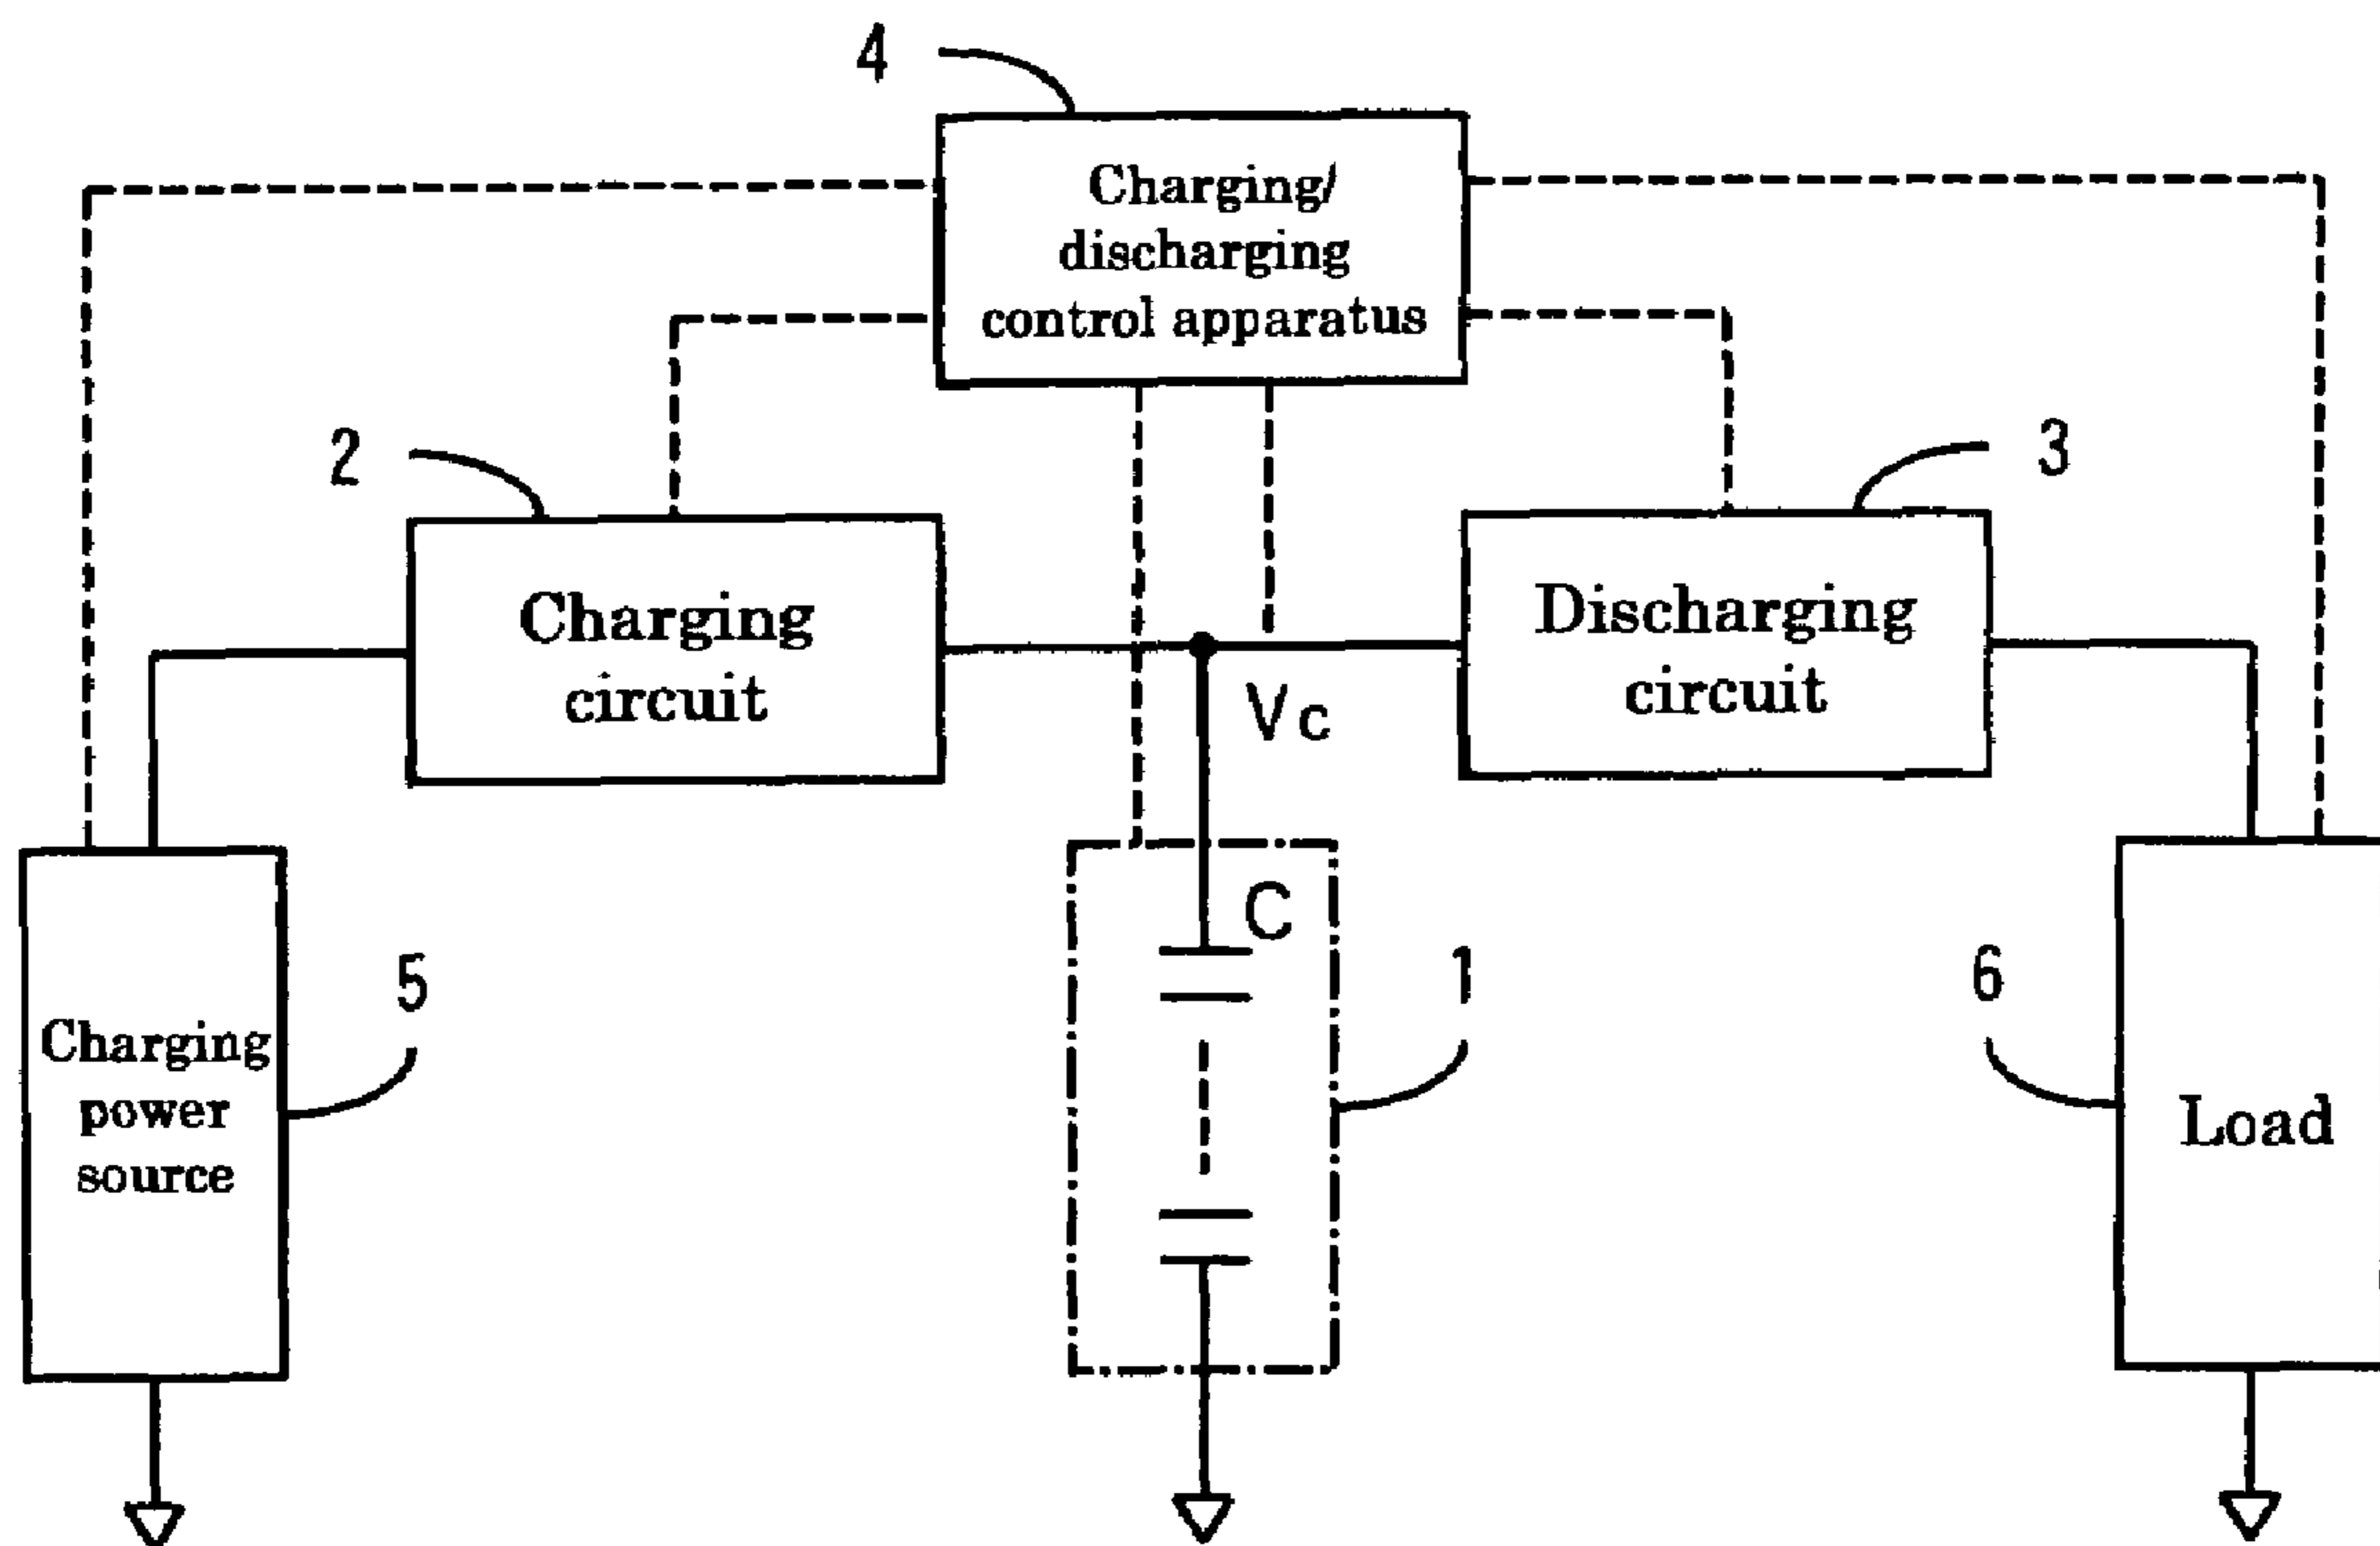 4
Charging/
discharging
control apparatus
2
3
Charging
circuit
Discharging
circuit
Vc
C
5
1
6
Charging
power
source
Load